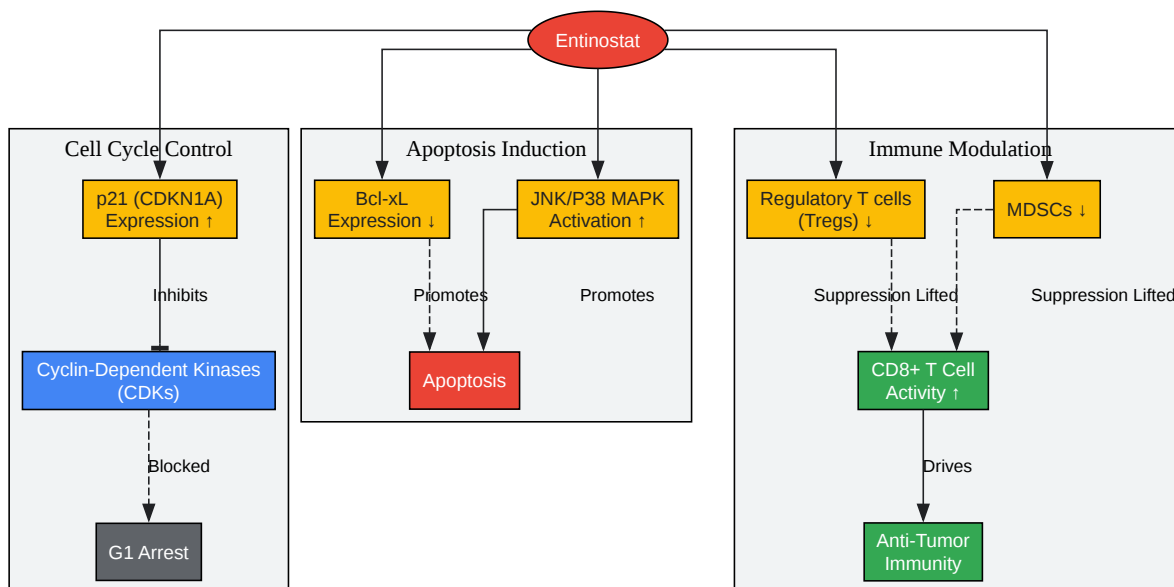 Entinostat
Cell Cycle Control
p21 (CDKN1A)
Expression ↑
Inhibits
Cyclin-Dependent Kinases
(CDKs)
Blocked
G1 Arrest
Apoptosis Induction
Bcl-xL
Expression ↓
JNK/P38 MAPK
Activation ↑
Promotes
Promotes
Apoptosis
Immune Modulation
Regulatory T cells
(Tregs) ↓
MDSCs ↓
Suppression Lifted
Suppression Lifted
CD8+ T Cell
Activity ↑
Drives
Anti-Tumor
Immunity